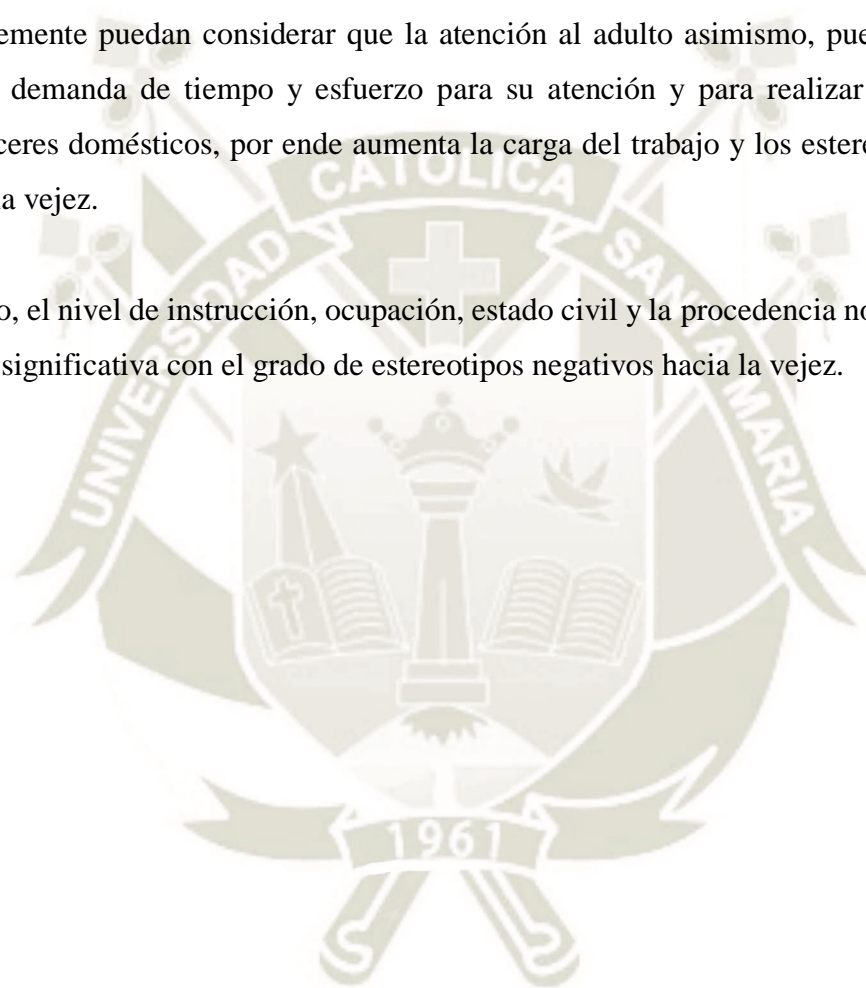 emente puedan considerar que la atención al adulto asimismo, pue
demanda de tiempo y esfuerzo para su atención y para realizar
ceres domésticos, por ende aumenta la carga del trabajo y los estere
a vejez.
o, el nivel de instrucción, ocupación, estado civil y la procedencia no
significativa con el grado de estereotipos negativos hacia la vejez.
UNIVERSIDAD CATOLICA SANTA MARIA
1961